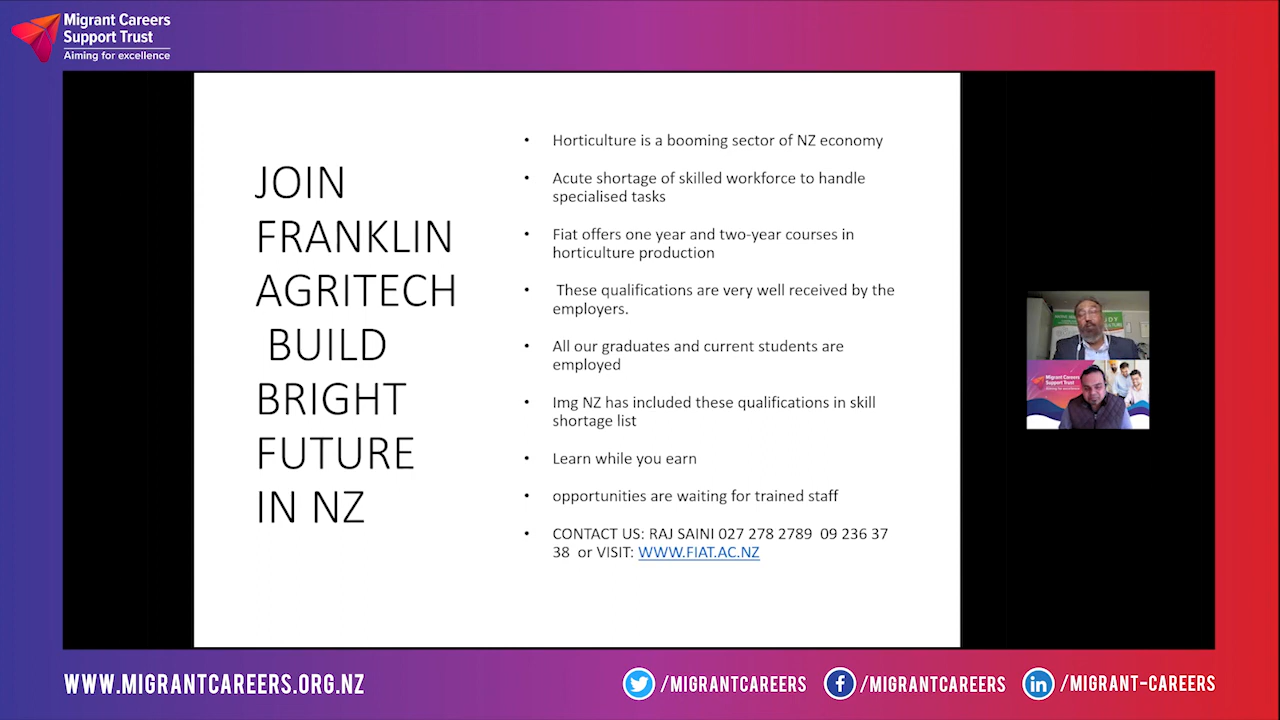 Migrant Careers
Support Trust
Aiming for excellence
JOIN
FRANKLIN
AGRITECH
BUILD
BRIGHT
FUTURE
IN NZ
• Horticulture is a booming sector of NZ economy
• Acute shortage of skilled workforce to handle
specialised tasks
• Fiat offers one year and two-year courses in
horticulture production
• These qualifications are very well received by the
employers.
• All our graduates and current students are
employed
• Img NZ has included these qualifications in skill
shortage list
• Learn while you earn
• opportunities are waiting for trained staff
• CONTACT US: RAJ SAINI 027 278 2789 09 236 37
38 or VISIT: WWW.FIAT.AC.NZ
Migrant Careers
Support Trust
WWW.MIGRANTCAREERS.ORG.NZ
/MIGRANTCAREERS
/MIGRANTCAREERS
/MIGRANT-CAREERS